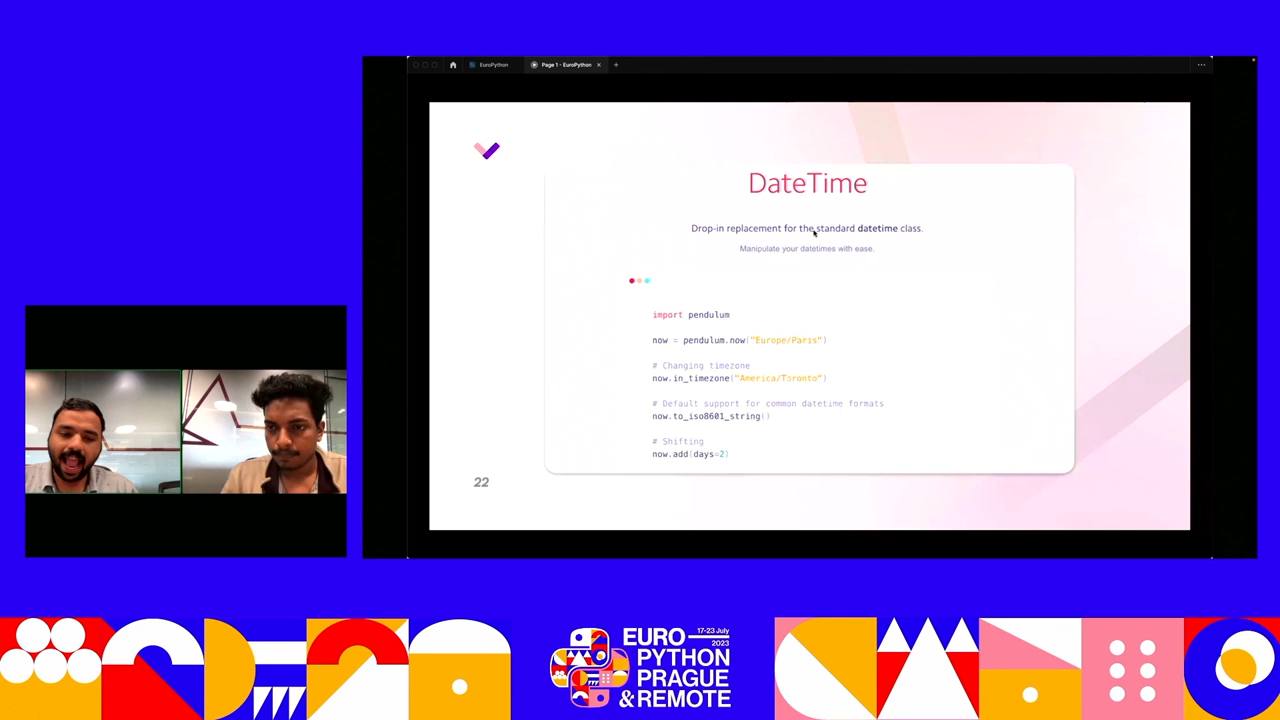 EuroPython
Page 1 - EuroPython
DateTime
Drop-in replacement for the standard datetime class.
Manipulate your datetimes with ease.
import pendulum
now = pendulum.now("Europe/Paris")
# Changing timezone
now.in_timezone("America/Toronto")
# Default support for common datetime formats
now.to_iso8601_string()
# Shifting
now.add(days=2)
22
EURO 17-23 July 2023
PYTHON
PRAGUE
& REMOTE